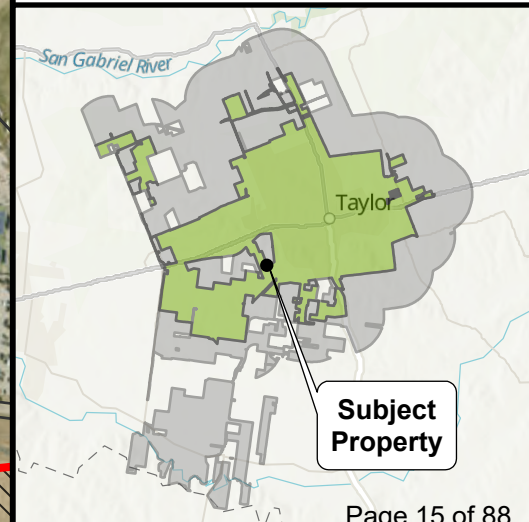 San Gabriel River
Taylor
Subject
Property
Page 15 of 88